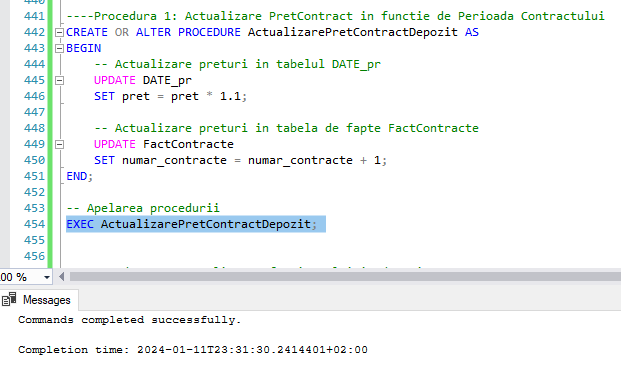 440
441 ----Procedura 1: Actualizare PretContract in functie de Perioada Contractului
442 CREATE OR ALTER PROCEDURE ActualizarePretContractDepozit AS
443 BEGIN
444 -- Actualizare preturi in tabelul DATE_pr
445 UPDATE DATE_pr
446 SET pret = pret * 1.1;
447
448 -- Actualizare preturi in tabela de fapte FactContracte
449 UPDATE FactContracte
450 SET numar_contracte = numar_contracte + 1;
451 END;
452
453 -- Apelarea procedurii
454 EXEC ActualizarePretContractDepozit;
455
456
00 %
Messages
Commands completed successfully.
Completion time: 2024-01-11T23:31:30.2414401+02:00